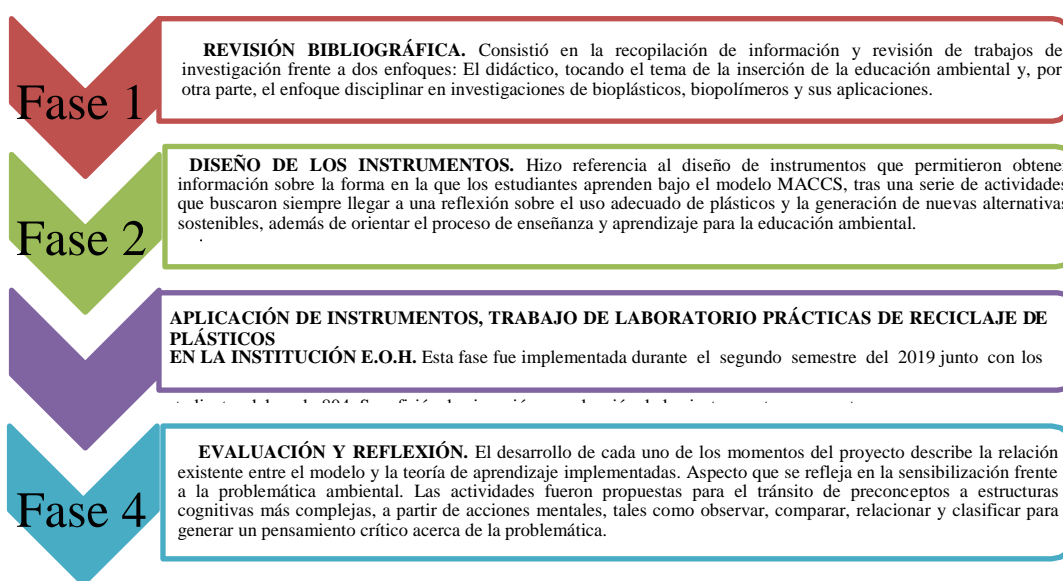 REVISIÓN BIBLIOGRÁFICA. Consistió en la recopilación de información y revisión de trabajos de
investigación frente a dos enfoques: El didáctico, tocando el tema de la inserción de la educación ambiental y, por
otra parte, el enfoque disciplinar en investigaciones de bioplásticos, biopolímeros y sus aplicaciones.
Fase 1
DISEÑO DE LOS INSTRUMENTOS. Hizo referencia al diseño de instrumentos que permitieron obtene
información sobre la forma en la que los estudiantes aprenden bajo el modelo MACCS, tras una serie de actividades
que buscaron siempre llegar a una reflexión sobre el uso adecuado de plásticos y la generación de nuevas alternativas
sostenibles, además de orientar el proceso de enseñanza y aprendizaje para la educación ambiental.
.
Fase 2
APLICACIÓN DE INSTRUMENTOS, TRABAJO DE LABORATORIO PRÁCTICAS DE RECICLAJE DE
PLÁSTICOS
EN LA INSTITUCIÓN E.O.H. Esta fase fue implementada durante el segundo semestre del 2019 junto con los
EVALUACIÓN Y REFLEXIÓN. El desarrollo de cada uno de los momentos del proyecto describe la relación
existente entre el modelo y la teoría de aprendizaje implementadas. Aspecto que se refleja en la sensibilización frente
a la problemática ambiental. Las actividades fueron propuestas para el tránsito de preconceptos a estructuras
cognitivas más complejas, a partir de acciones mentales, tales como observar, comparar, relacionar y clasificar para
generar un pensamiento crítico acerca de la problemática.
Fase 4